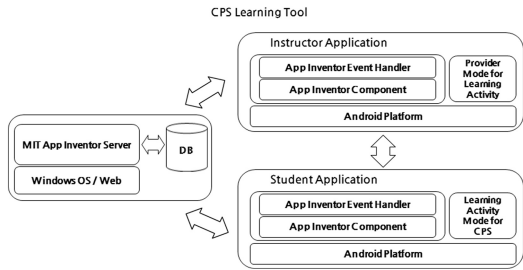 CPS Learning Tool
Instructor Application
App Inventor Event Handler
App Inventor Component
Provider
Mode for
Learning
Activity
Android Platform
MIT App Inventor Server
DB
Windows OS / Web
Student Application
App Inventor Event Handler
App Inventor Component
Learning
Activity
Mode for
CPS
Android Platform